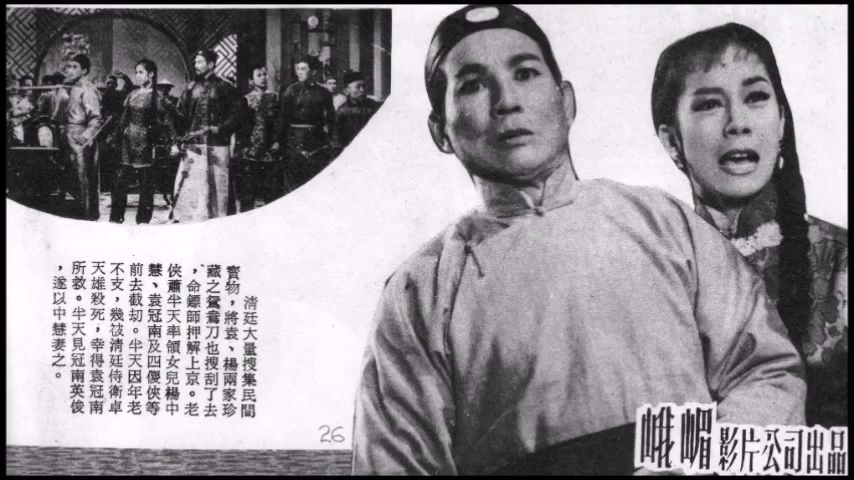 清廷大量搜集民間
寳物，將袁、楊兩家珍
藏之鴛鴦刀也搜刮了去
，命鏢師押解上京。老
俠蕭半天率領女兒楊中
慧、袁冠南及四儍俠等
前去截刼。半天因年老
不支，幾被清廷侍衛卓
天雄殺死，幸得袁冠南
所救。半天見冠南英俊
，遂以中慧妻之。
26
峨嵋影片公司出品